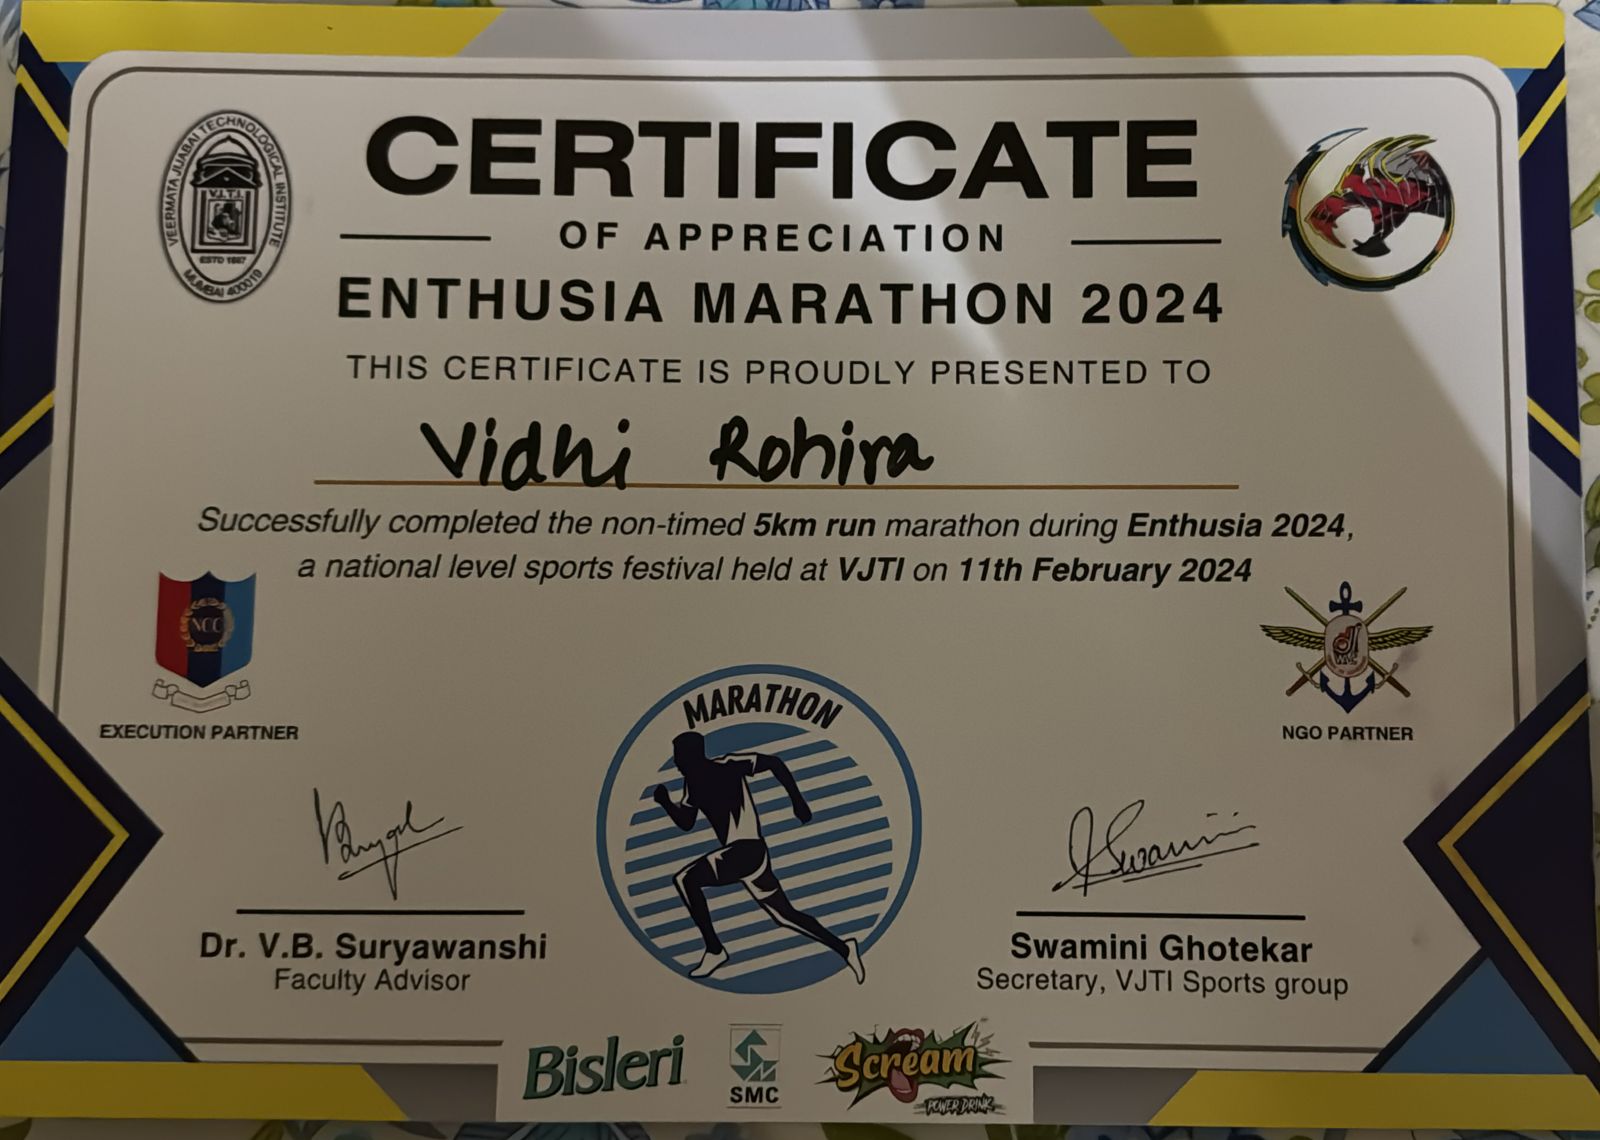 VEERMATA JIJABAI TECHNOLOGICAL INSTITUTE
V.J.T.I.
ESTD 1887
MUMBAI 400019
CERTIFICATE
OF APPRECIATION
ENTHUSIA MARATHON 2024
THIS CERTIFICATE IS PROUDLY PRESENTED TO
Vidhi Rohira
Successfully completed the non-timed 5km run marathon during Enthusia 2024,
a national level sports festival held at VJTI on 11th February 2024
NCC
EXECUTION PARTNER
NGO PARTNER
MARATHON
Swamini
Dr. V.B. Suryawanshi
Faculty Advisor
Swamini Ghotekar
Secretary, VJTI Sports group
Bisleri
SMC
Scream
POWER DRINK